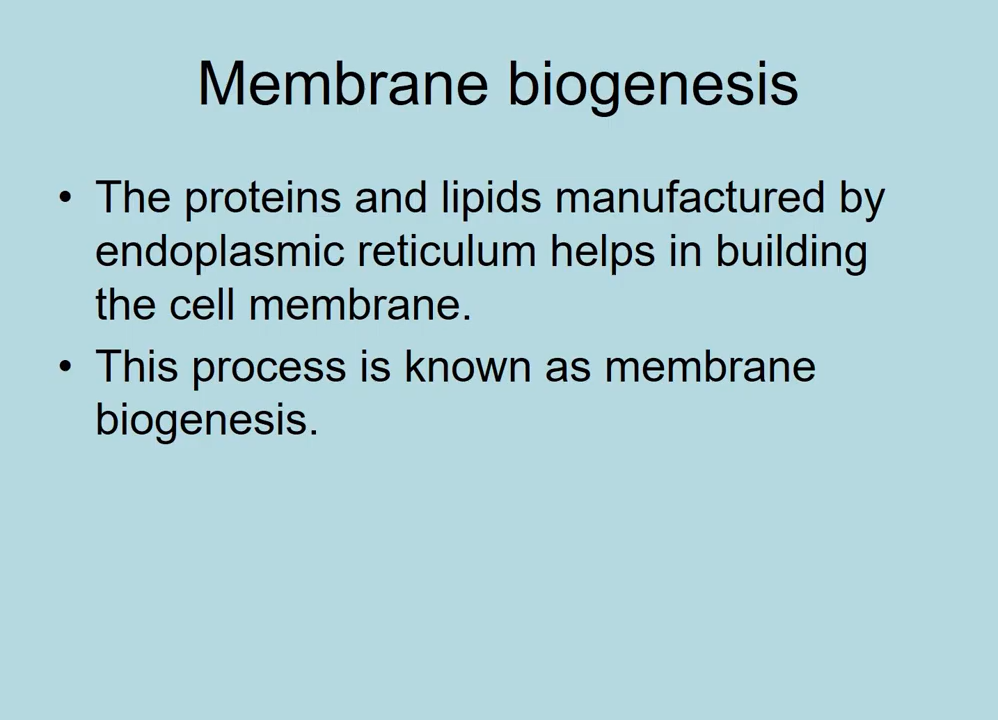 Membrane biogenesis
• The proteins and lipids manufactured by
endoplasmic reticulum helps in building
the cell membrane.
• This process is known as membrane
biogenesis.